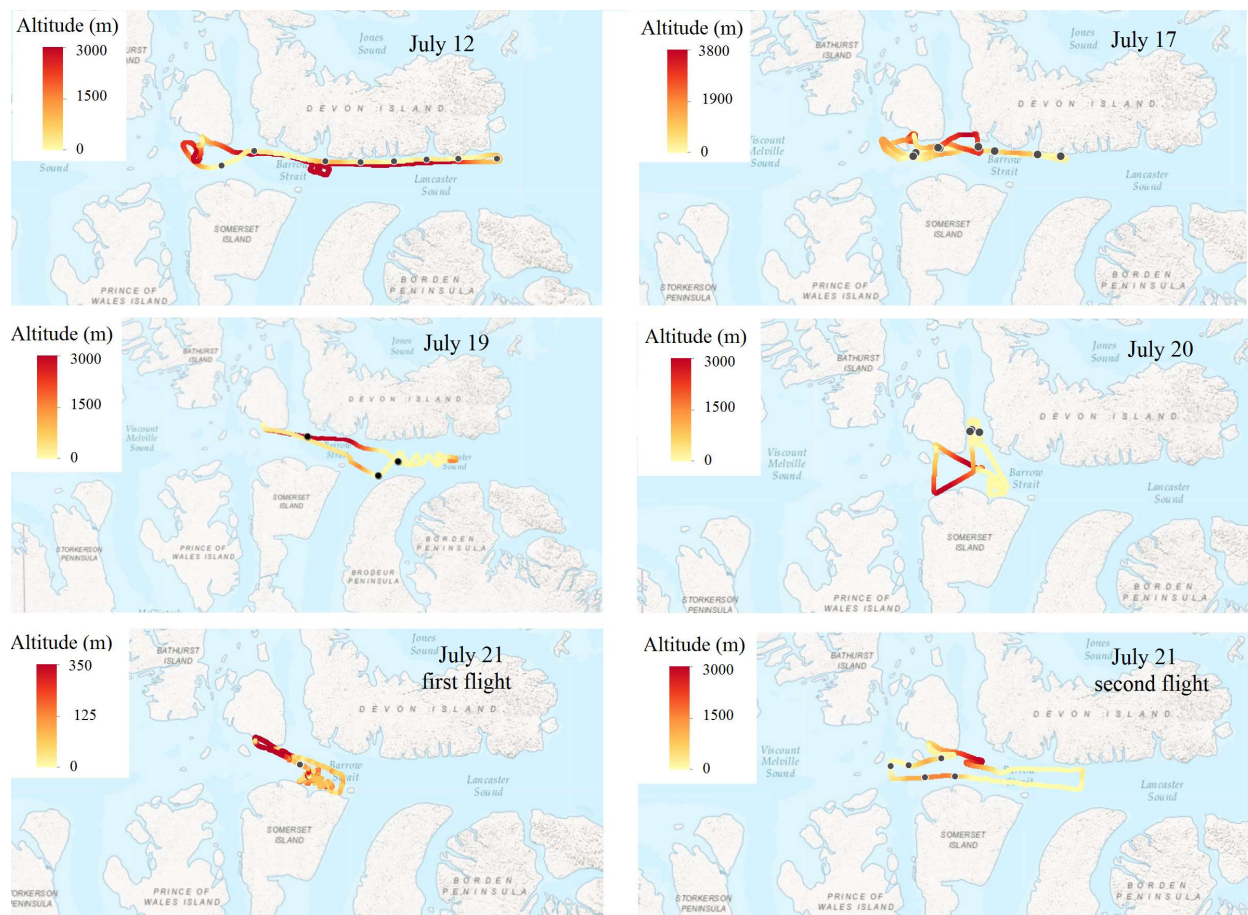 Altitude (m)
3000
1500
0
July 12
Jones
Sound
ISLAND
DEVON ISLAND
Sound
Barrow
Strait
Lancaster
Sound
SOMERSET
ISLAND
PRINCE OF
WALES ISLAND
BORDEN
PENINSULA
Altitude (m)
3800
1900
0
July 17
Jones
Sound
BATHURST
ISLAND
DEVON ISLAND
Viscount
Melville
Sound
Barrow
Strait
Lancaster
Sound
SOMERSET
ISLAND
STORKERSON
PENINSULA
PRINCE OF
WALES ISLAND
BORDEN
PENINSULA
Altitude (m)
3000
1500
0
July 19
Jones
Sound
BATHURST
ISLAND
DEVON ISLAND
Viscount
Melville
Sound
Sound
SOMERSET
ISLAND
STORKERSON
PENINSULA
PRINCE OF
WALES ISLAND
BRODEUR
PENINSULA
BORDEN
PENINSULA
Altitude (m)
3000
1500
0
July 20
Jones
Sound
BATHURST
ISLAND
DEVON ISLAND
Viscount
Melville
Sound
Barrow
Strait
Lancaster
Sound
SOMERSET
ISLAND
STORKERSON
PENINSULA
PRINCE OF
WALES ISLAND
BORDEN
PENINSULA
Altitude (m)
350
125
0
July 21
first flight
Jones
Sound
BATHURST
ISLAND
DEVON ISLAND
Barrow
Strait
Lancaster
Sound
SOMERSET
ISLAND
PENINSULA
PRINCE OF
WALES ISLAND
BORDEN
PENINSULA
Altitude (m)
3000
1500
0
July 21
second flight
Jones
Sound
BATHURST
ISLAND
DEVON ISLAND
Viscount
Melville
Sound
Strait
Lancaster
Sound
SOMERSET
ISLAND
STORKERSON
PENINSULA
PRINCE OF
WALES ISLAND
BORDEN
PENINSULA